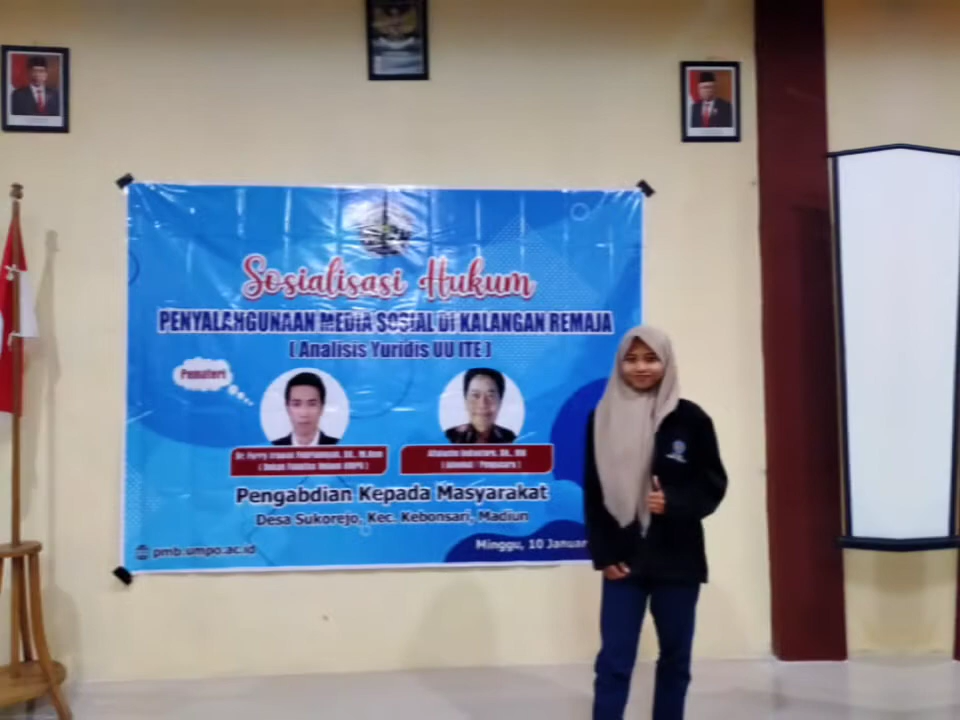 Sosialisasi Hukum
PENYALAHGUNAAN MEDIA SOSIAL DI KALANGAN REMAJA
( Analisis Yuridis UU ITE )
Pemateri
Pengabdian Kepada Masyarakat
Desa Sukorejo, Kec. Kebonsari, Madiun
Minggu, 10 Januar
pmb.umpo.ac.id